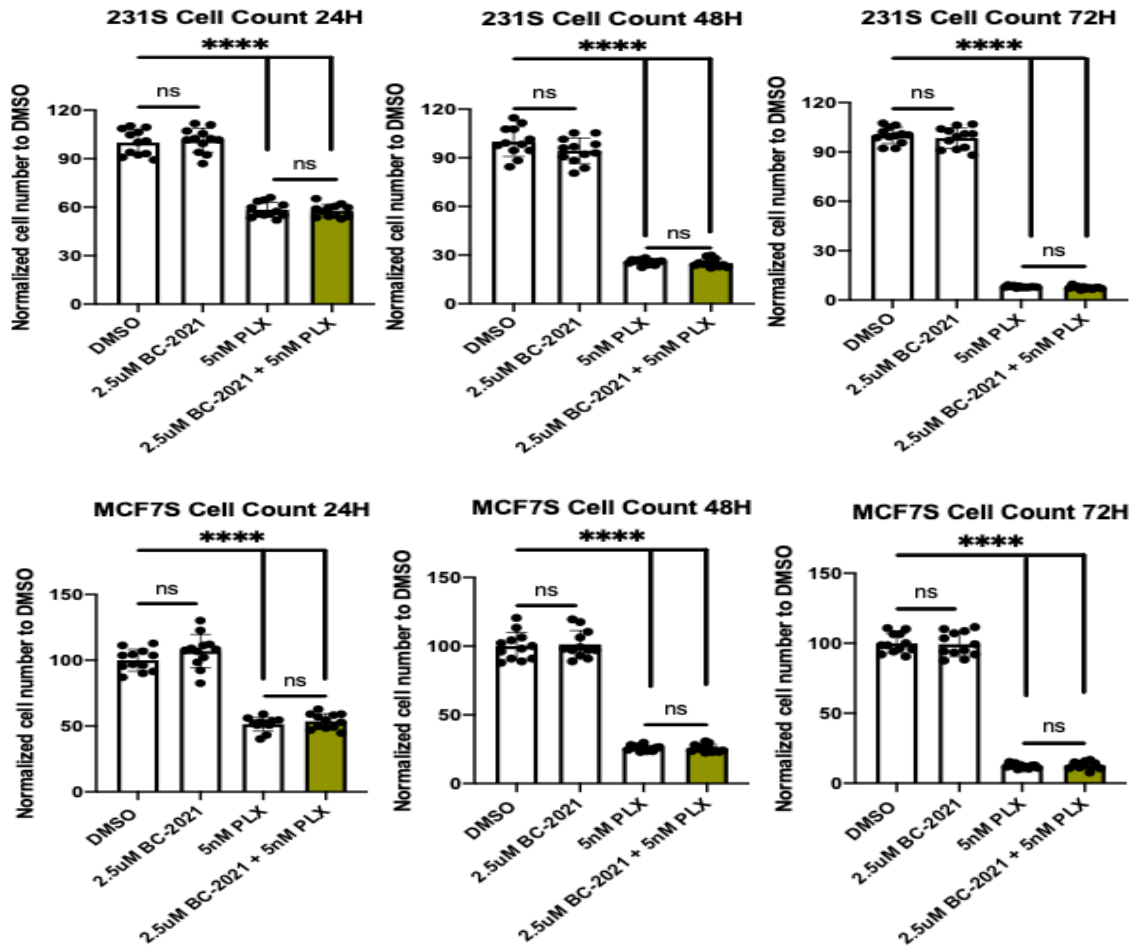 231S Cell Count 24H
****
ns
ns
Normalized cell number to DMSO
120
90
60
30
0
DMSO
2.5uM BC-2021
5nM PLX
2.5uM BC-2021 + 5nM PLX
231S Cell Count 48H
****
ns
ns
Normalized cell number to DMSO
120
90
60
30
0
DMSO
2.5uM BC-2021
5nM PLX
2.5uM BC-2021 + 5nM PLX
231S Cell Count 72H
****
ns
ns
Normalized cell number to DMSO
120
90
60
30
0
DMSO
2.5uM BC-2021
5nM PLX
2.5uM BC-2021 + 5nM PLX
MCF7S Cell Count 24H
****
ns
ns
Normalized cell number to DMSO
150
100
50
0
DMSO
2.5uM BC-2021
5nM PLX
2.5uM BC-2021 + 5nM PLX
MCF7S Cell Count 48H
****
ns
ns
Normalized cell number to DMSO
150
100
50
0
DMSO
2.5uM BC-2021
5nM PLX
2.5uM BC-2021 + 5nM PLX
MCF7S Cell Count 72H
****
ns
ns
Normalized cell number to DMSO
150
100
50
0
DMSO
2.5uM BC-2021
5nM PLX
2.5uM BC-2021 + 5nM PLX